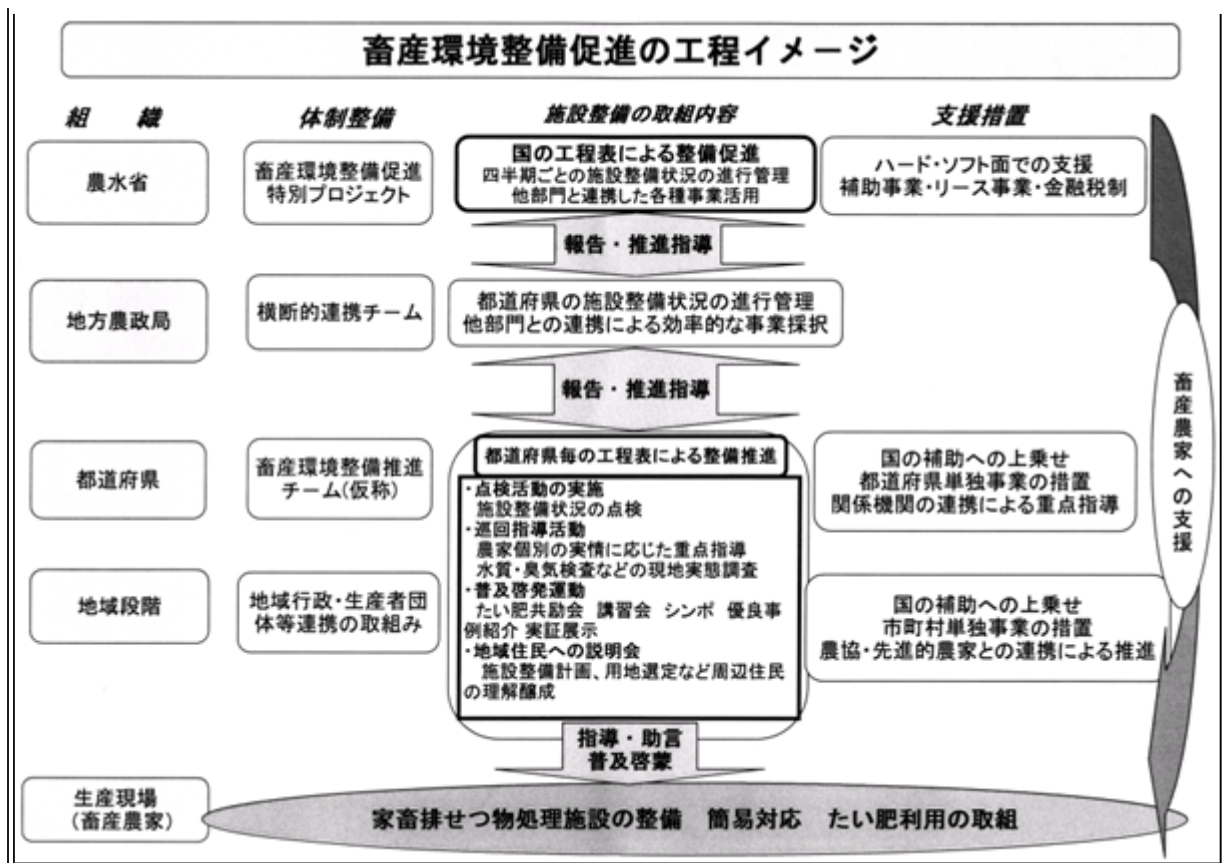 畜産環境整備促進の工程イメージ
組　織
体制整備
施設整備の取組内容
支援措置
農水省
畜産環境整備促進
特別プロジェクト
国の工程表による整備促進
四半期ごとの施設整備状況の進行管理
他部門と連携した各種事業活用
ハード・ソフト面での支援
補助事業・リース事業・金融税制
報告・推進指導
地方農政局
横断的連携チーム
都道府県の施設整備状況の進行管理
他部門との連携による効率的な事業採択
報告・推進指導
都道府県
畜産環境整備推進
チーム(仮称)
都道府県毎の工程表による整備推進
・点検活動の実施
施設整備状況の点検
・巡回指導活動
農家個別の実情に応じた重点指導
水質・臭気検査などの現地実態調査
・普及啓発運動
たい肥共励会　講習会　シンポ　優良事
例紹介 実証展示
・地域住民への説明会
施設整備計画、用地選定など周辺住民
の理解醸成
国の補助への上乗せ
都道府県単独事業の措置
関係機関の連携による重点指導
地域段階
地域行政・生産者団
体等連携の取組み
国の補助への上乗せ
市町村単独事業の措置
農協・先進的農家との連携による推進
畜産農家への支援
指導・助言
普及啓蒙
生産現場
(畜産農家)
家畜排せつ物処理施設の整備　簡易対応　たい肥利用の取組